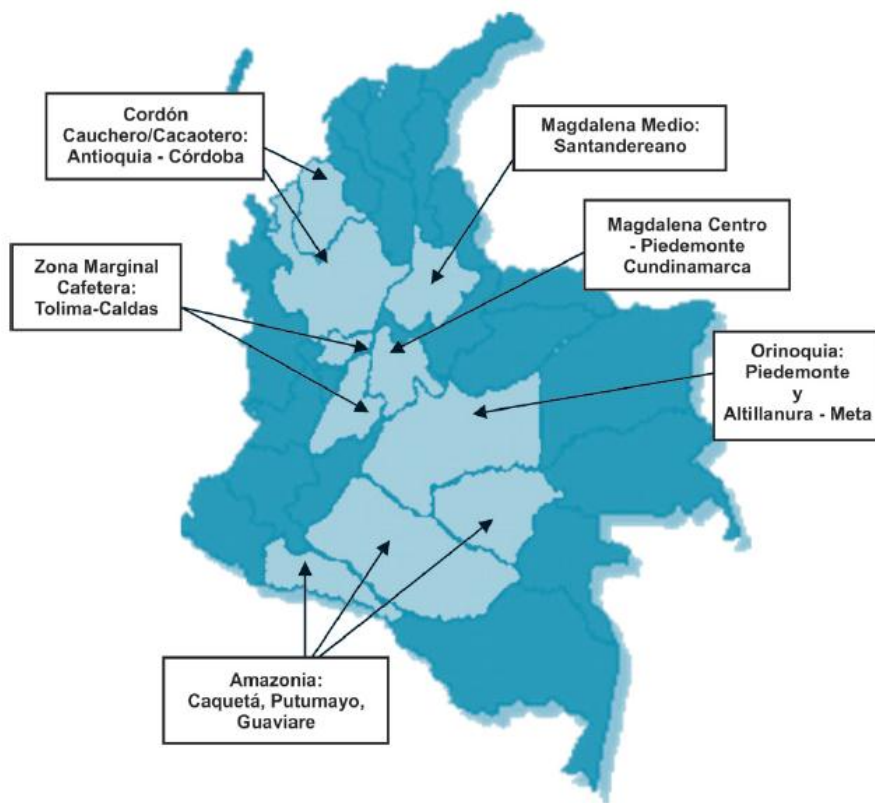 Cordón
Cauchero/Cacaotero:
Antioquia - Córdoba
Magdalena Medio:
Santandereano
Magdalena Centro
- Piedemonte
Cundinamarca
Zona Marginal
Cafetera:
Tolima-Caldas
Orinoquia:
Piedemonte
y
Altillanura - Meta
Amazonia:
Caquetá, Putumayo,
Guaviare